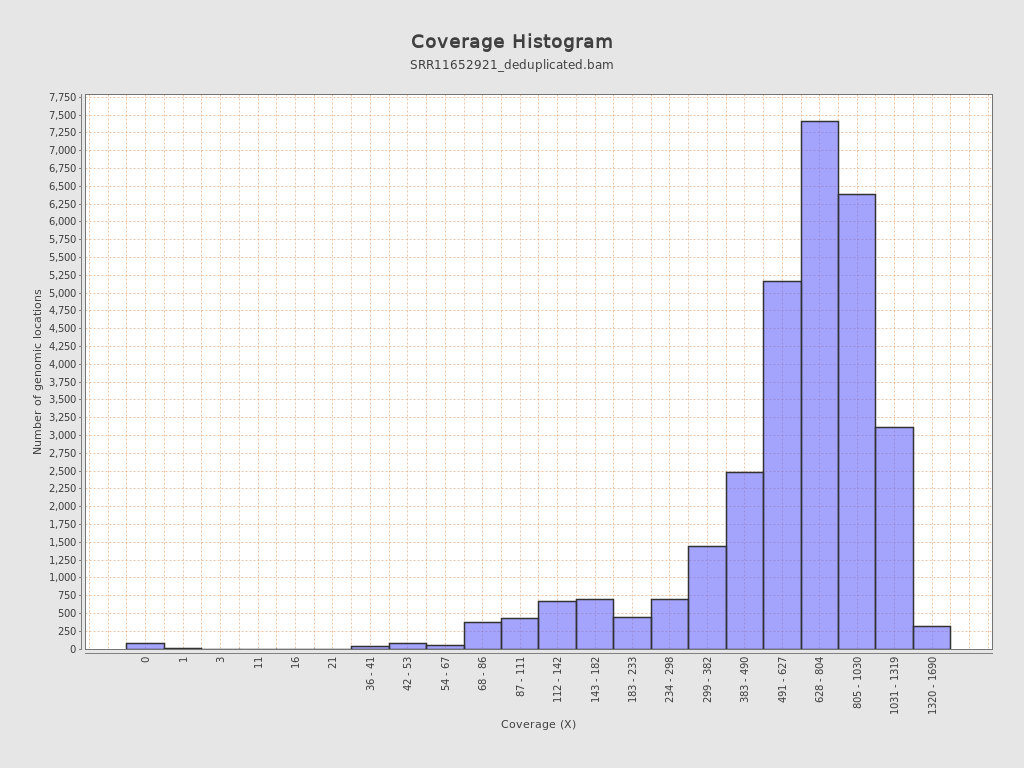 Coverage Histogram
SRR11652921_deduplicated.bam
7,750
7,500
7,250
7,000
6,750
6,500
6,250
6,000
5,750
5,500
5,250
5,000
4,750
4,500
4,250
4,000
3,750
3,500
3,250
3,000
2,750
2,500
2,250
2,000
1,750
1,500
1,250
1,000
750
500
250
0
Number of genomic locations
0
1
3
11
16
21
36 - 41
42 - 53
54 - 67
68 - 86
87 - 111
112 - 142
143 - 182
183 - 233
234 - 298
299 - 382
383 - 490
491 - 627
628 - 804
805 - 1030
1031 - 1319
1320 - 1690
Coverage (X)